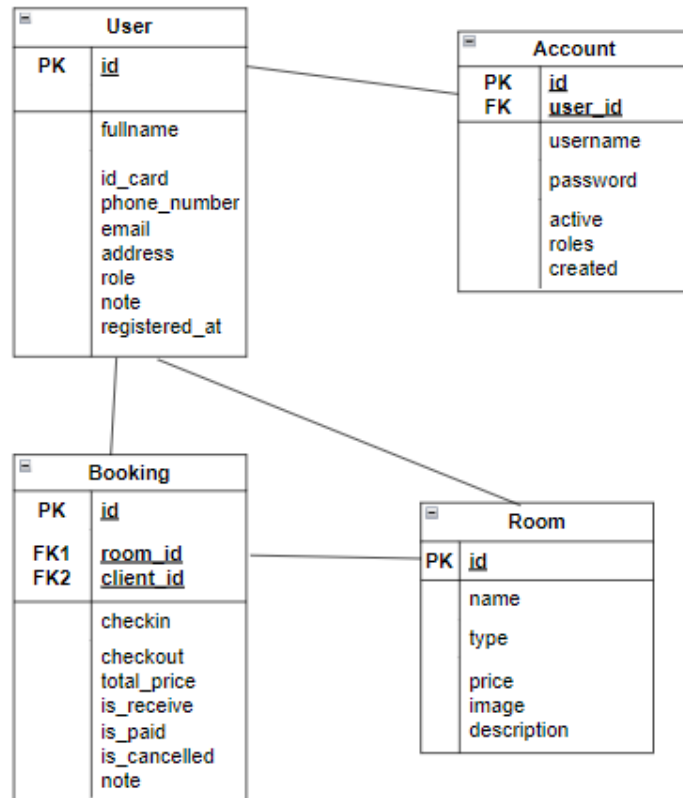 User
PK id
fullname
id_card
phone_number
email
address
role
note
registered_at
Account
PK id
FK user_id
username
password
active
roles
created
Booking
PK id
FK1 room_id
FK2 client_id
checkin
checkout
total_price
is_receive
is_paid
is_cancelled
note
Room
PK id
name
type
price
image
description